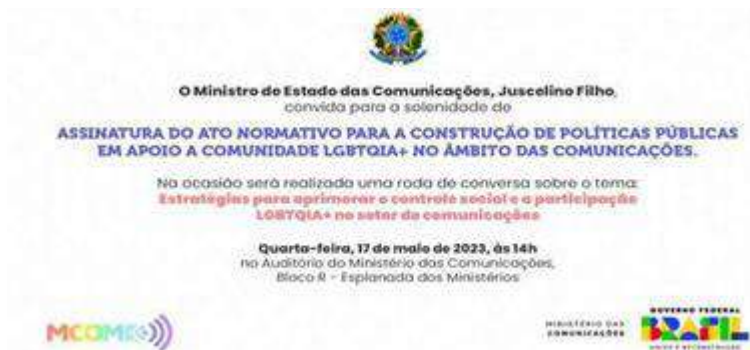 O Ministro de Estado das Comunicações, Juscelino Filho,
convida para a solenidade de
ASSINATURA DO ATO NORMATIVO PARA A CONSTRUÇÃO DE POLÍTICAS PÚBLICAS
EM APOIO A COMUNIDADE LGBTQIA+ NO ÂMBITO DAS COMUNICAÇÕES.
Na ocasião será realizada uma roda de conversa sobre o tema:
Estratégias para aprimorar o controle social e a participação
LGBTQIA+ no setor de comunicações
Quarta-feira, 17 de maio de 2023, às 14h
no Auditório do Ministério das Comunicações,
Bloco R - Esplanada dos Ministérios
MINISTÉRIO DAS
COMUNICAÇÕES
GOVERNO FEDERAL
BRASIL
UNIÃO E RECONSTRUÇÃO